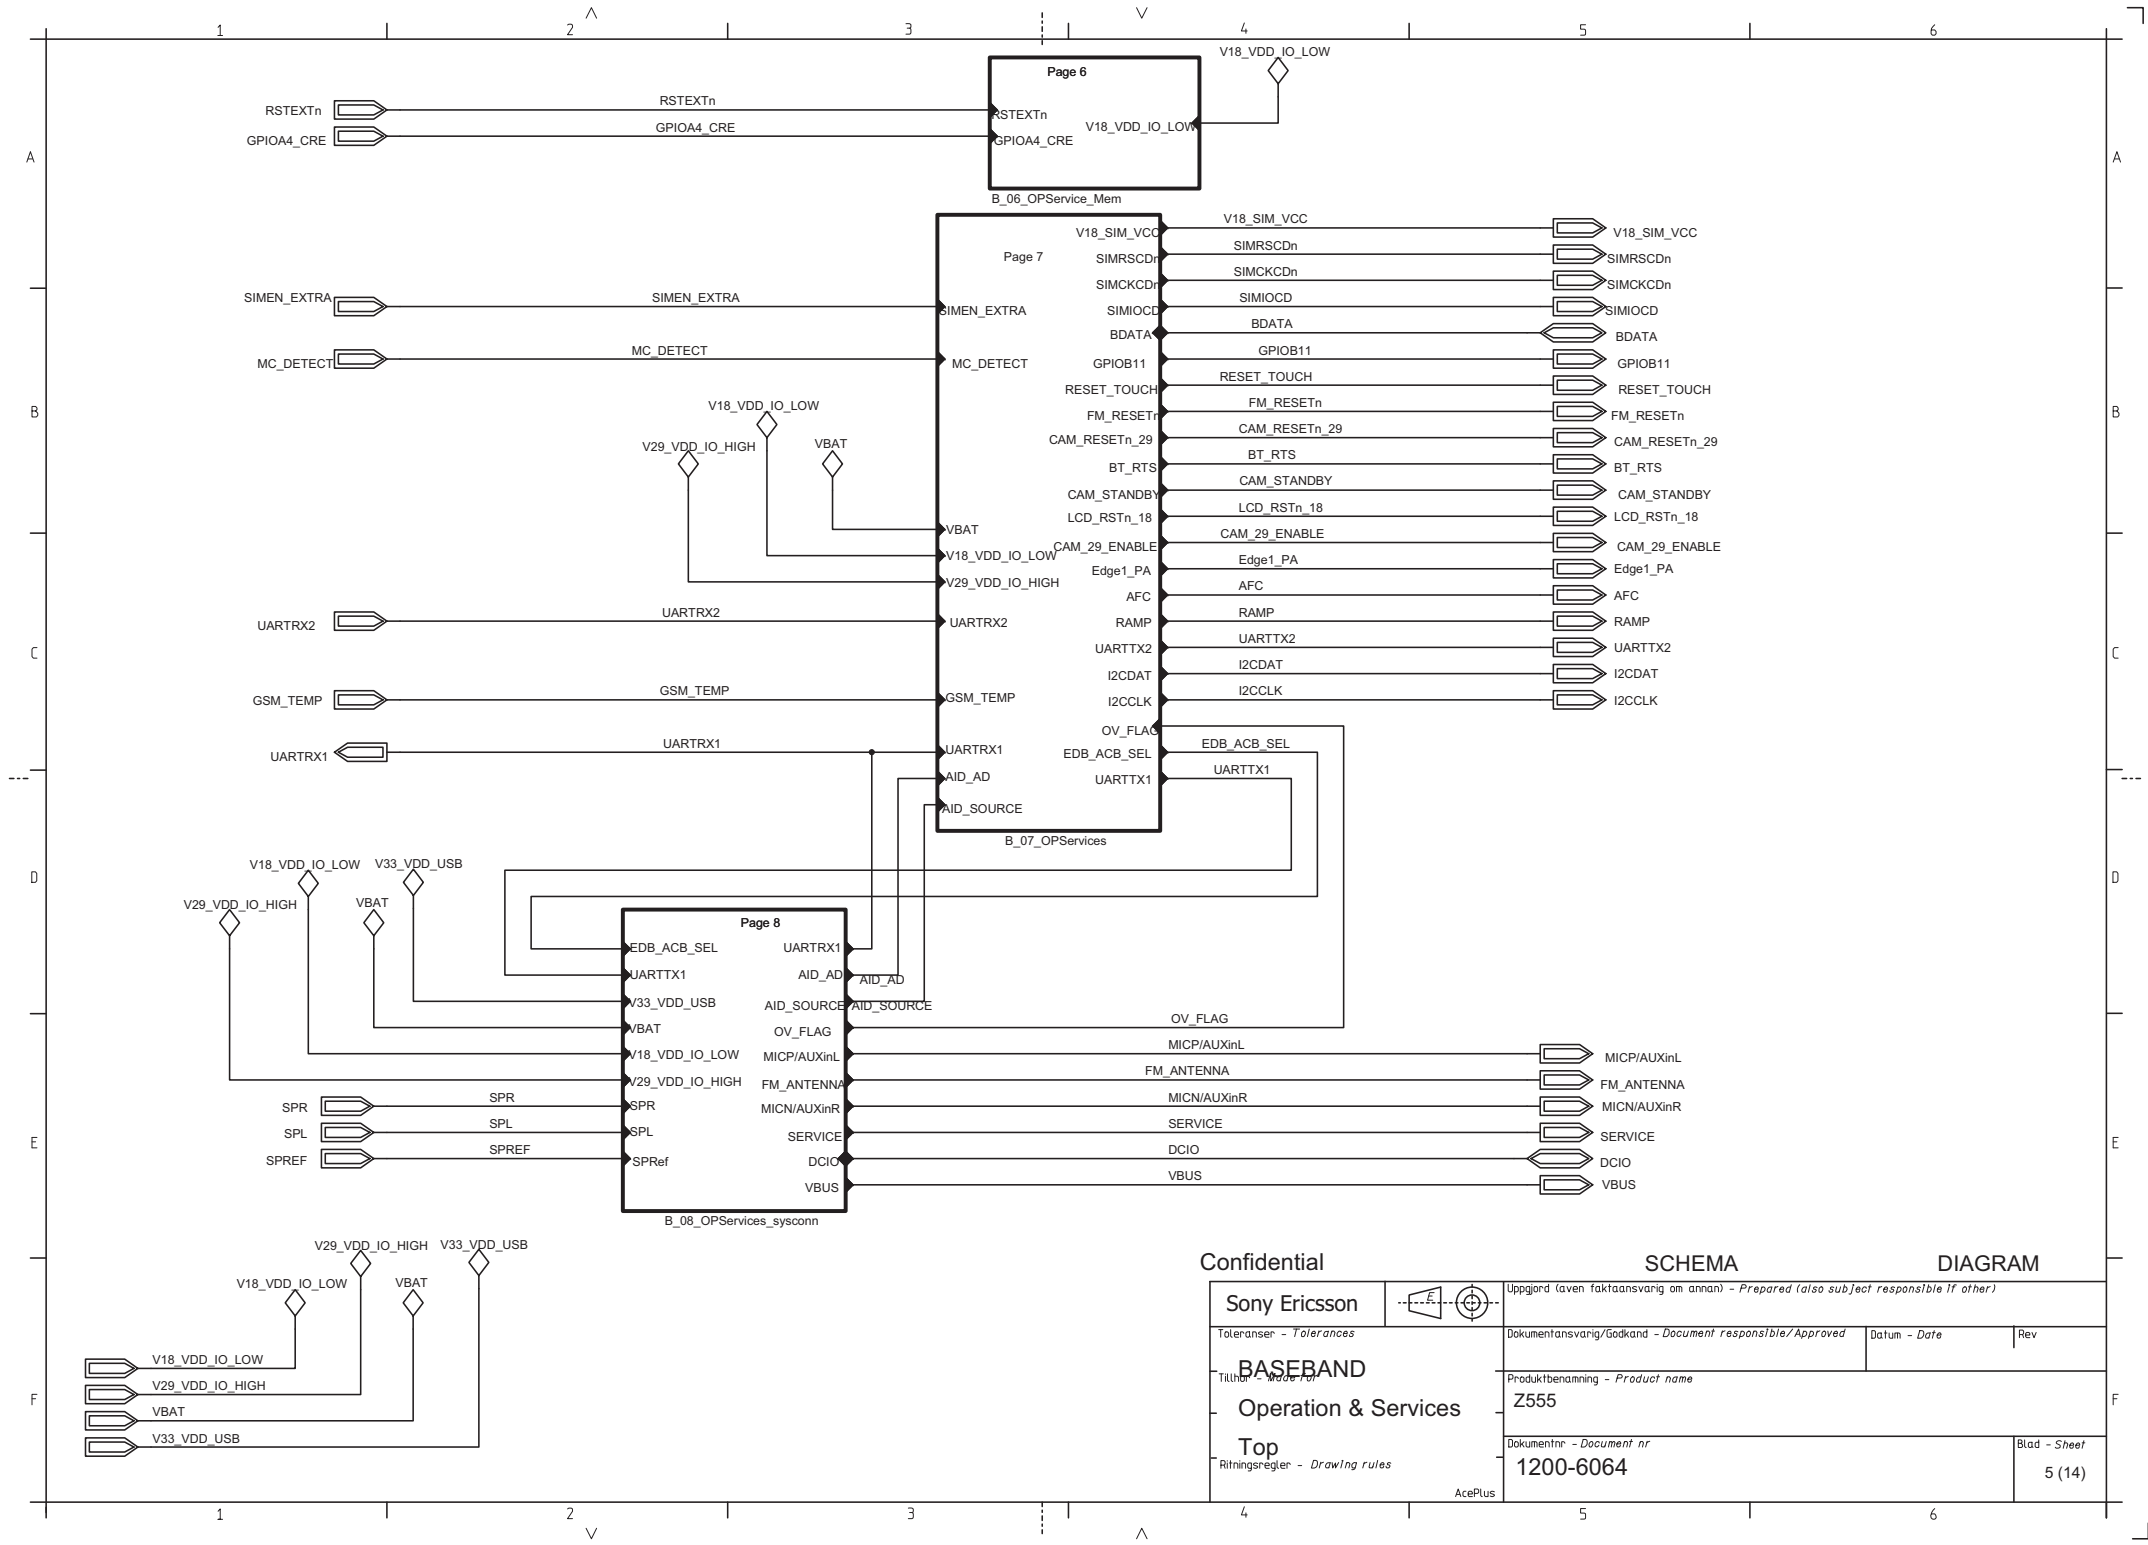 1 2 3 4 5 6
A A
B B
C C
D D
E E
F F
Page 6
V18_VDD_IO_LOW
RSTEXTn
RSTEXTn
RSTEXTn
GPIOA4_CRE
GPIOA4_CRE
GPIOA4_CRE
V18_VDD_IO_LOW
B_06_OPService_Mem
Page 7
V18_SIM_VCC V18_SIM_VCC V18_SIM_VCC
SIMRSCDn SIMRSCDn SIMRSCDn
SIMCKCDn SIMCKCDn SIMCKCDn
SIMEN_EXTRA SIMEN_EXTRA SIMEN_EXTRA
SIMIOCD SIMIOCD SIMIOCD
BDATA BDATA BDATA
MC_DETECT MC_DETECT MC_DETECT
GPIOB11 GPIOB11 GPIOB11
RESET_TOUCH RESET_TOUCH RESET_TOUCH
FM_RESETn FM_RESETn FM_RESETn
CAM_RESETn_29 CAM_RESETn_29 CAM_RESETn_29
BT_RTS BT_RTS BT_RTS
CAM_STANDBY CAM_STANDBY CAM_STANDBY
LCD_RSTn_18 LCD_RSTn_18 LCD_RSTn_18
CAM_29_ENABLE CAM_29_ENABLE CAM_29_ENABLE
Edge1_PA Edge1_PA Edge1_PA
AFC AFC AFC
RAMP RAMP RAMP
UARTTX2 UARTTX2 UARTTX2
I2CDAT I2CDAT I2CDAT
I2CCLK I2CCLK I2CCLK
OV_FLAG
EDB_ACB_SEL EDB_ACB_SEL
UARTTX1 UARTTX1
V18_VDD_IO_LOW
V29_VDD_IO_HIGH
VBAT
VBAT
V18_VDD_IO_LOW
V29_VDD_IO_HIGH
UARTRX2 UARTRX2 UARTRX2
GSM_TEMP GSM_TEMP GSM_TEMP
UARTRX1 UARTRX1 UARTRX1
AID_AD
AID_SOURCE
B_07_OPServices
V18_VDD_IO_LOW
V33_VDD_USB
V29_VDD_IO_HIGH
VBAT
Page 8
EDB_ACB_SEL UARTRX1
UARTTX1 AID_AD AID_AD
V33_VDD_USB AID_SOURCE AID_SOURCE
VBAT OV_FLAG OV_FLAG
V18_VDD_IO_LOW MICP/AUXinL MICP/AUXinL MICP/AUXinL
V29_VDD_IO_HIGH FM_ANTENNA FM_ANTENNA FM_ANTENNA
SPR SPR SPR MICN/AUXinR MICN/AUXinR MICN/AUXinR
SPL SPL SPL SERVICE SERVICE SERVICE
SPREF SPREF SPRef DCIO DCIO DCIO
VBUS VBUS VBUS
B_08_OPServices_sysconn
V29_VDD_IO_HIGH
V33_VDD_USB
V18_VDD_IO_LOW
VBAT
V18_VDD_IO_LOW
V29_VDD_IO_HIGH
VBAT
V33_VDD_USB
Confidential SCHEMA DIAGRAM
Sony Ericsson
E
Uppgjord (aven faktaansvarig om annan) - Prepared (also subject responsible if other)
Toleranser - Tolerances
Dokumentansvarig/Godkand - Document responsible/Approved
Datum - Date
Rev
BASEBAND
Tillhor - Made For
Produktbenamning - Product name
Z555
Operation & Services
Top
Dokumentnr - Document nr
1200-6064
Blad - Sheet
5 (14)
Ritningsregler - Drawing rules
AcePlus
1 2 3 4 5 6